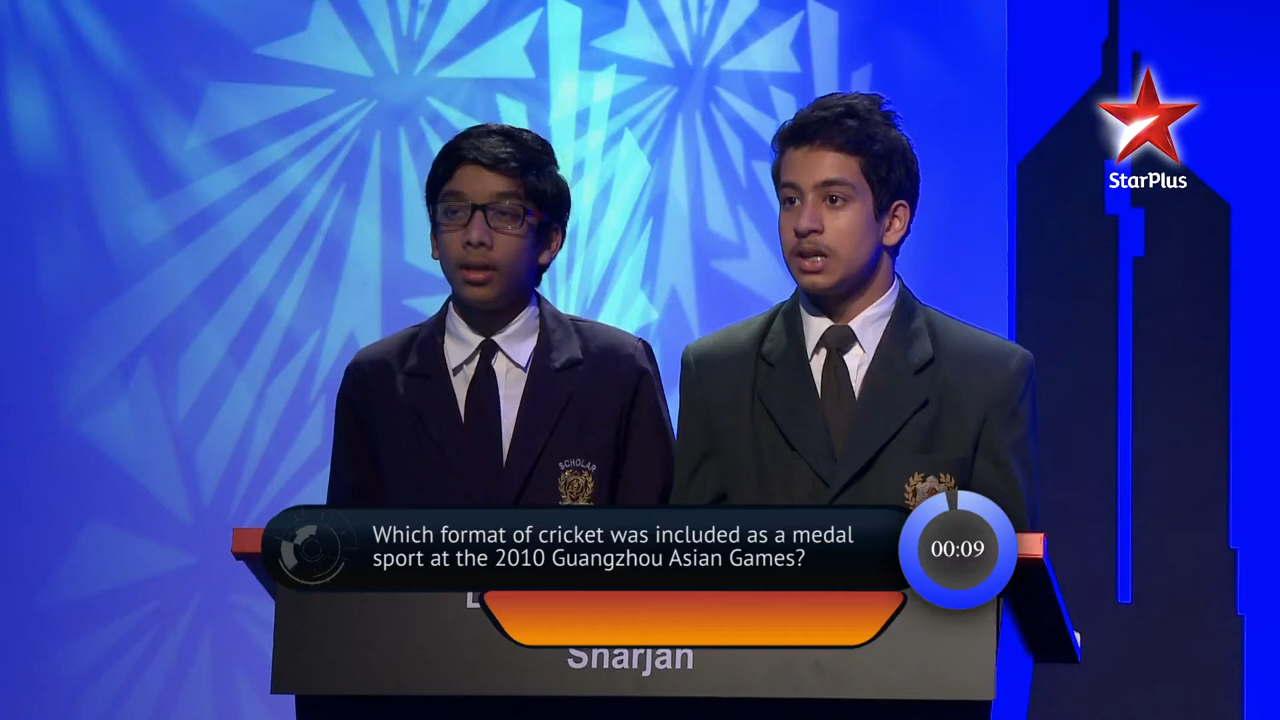 StarPlus
SCHOLAR
Which format of cricket was included as a medal
sport at the 2010 Guangzhou Asian Games?
00:09
Sharjah